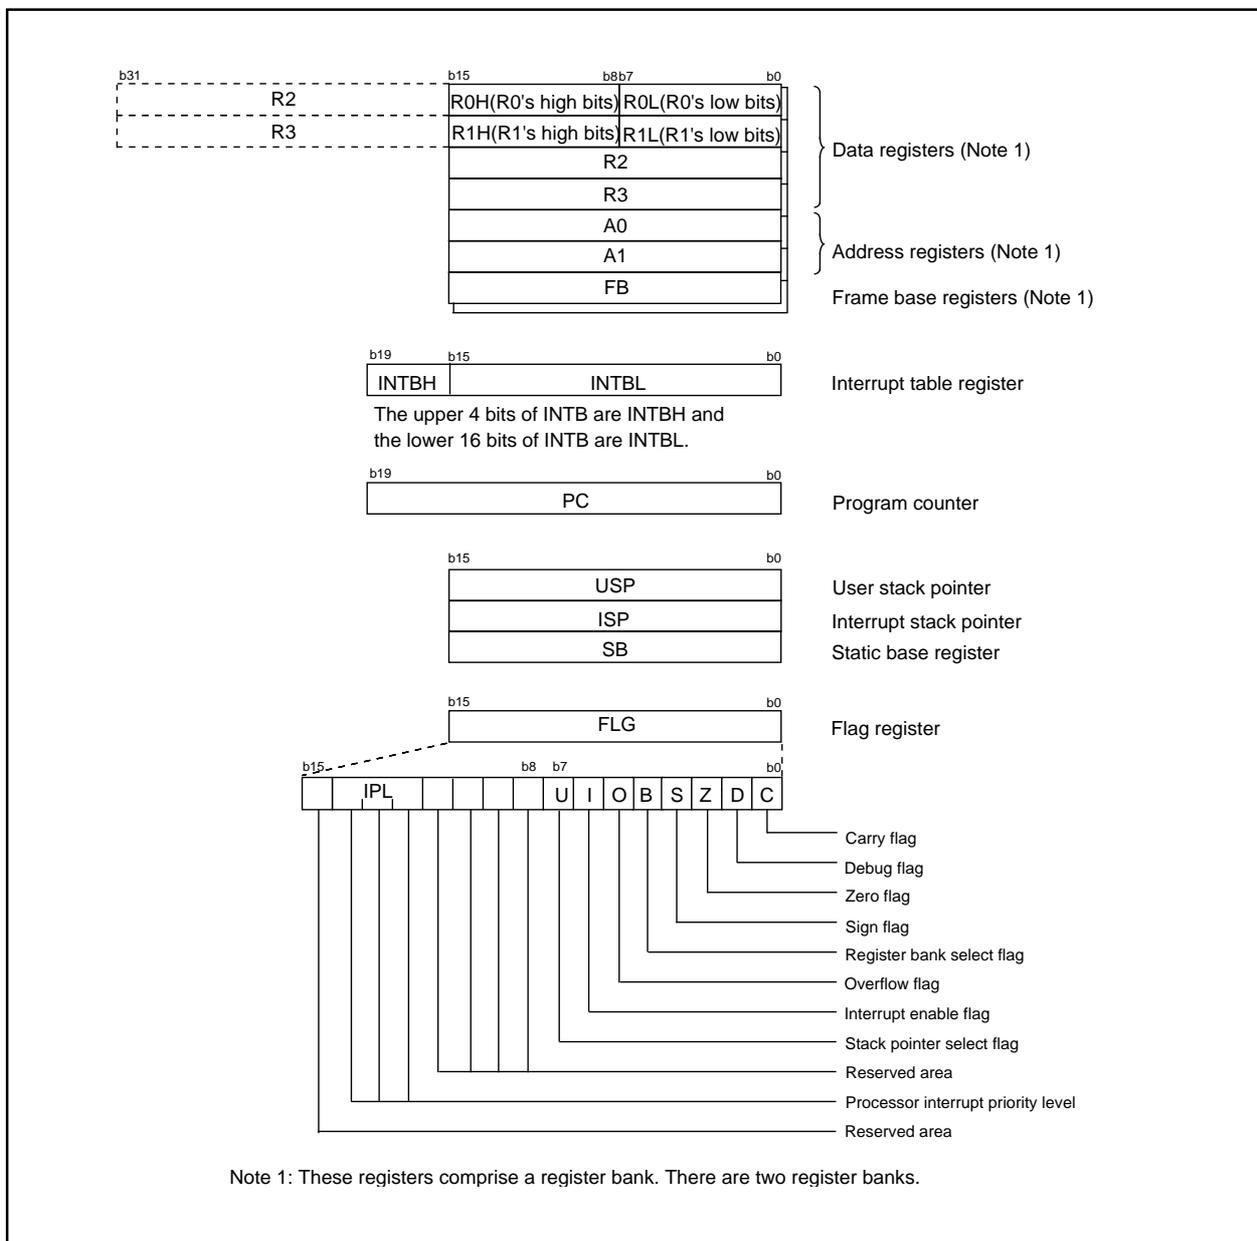 b31 b15 b8b7 b0
R2 R0H(R0's high bits) R0L(R0's low bits)
R3 R1H(R1's high bits) R1L(R1's low bits)
R2
R3
Data registers (Note 1)
A0
A1
Address registers (Note 1)
FB
Frame base registers (Note 1)
b19 b15 b0
INTBH INTBL Interrupt table register
The upper 4 bits of INTB are INTBH and
the lower 16 bits of INTB are INTBL.
b19 b0
PC Program counter
b15 b0
USP User stack pointer
ISP Interrupt stack pointer
SB Static base register
b15 b0
FLG Flag register
b15 b8 b7 b0
IPL U I O B S Z D C
Carry flag
Debug flag
Zero flag
Sign flag
Register bank select flag
Overflow flag
Interrupt enable flag
Stack pointer select flag
Reserved area
Processor interrupt priority level
Reserved area
Note 1: These registers comprise a register bank. There are two register banks.